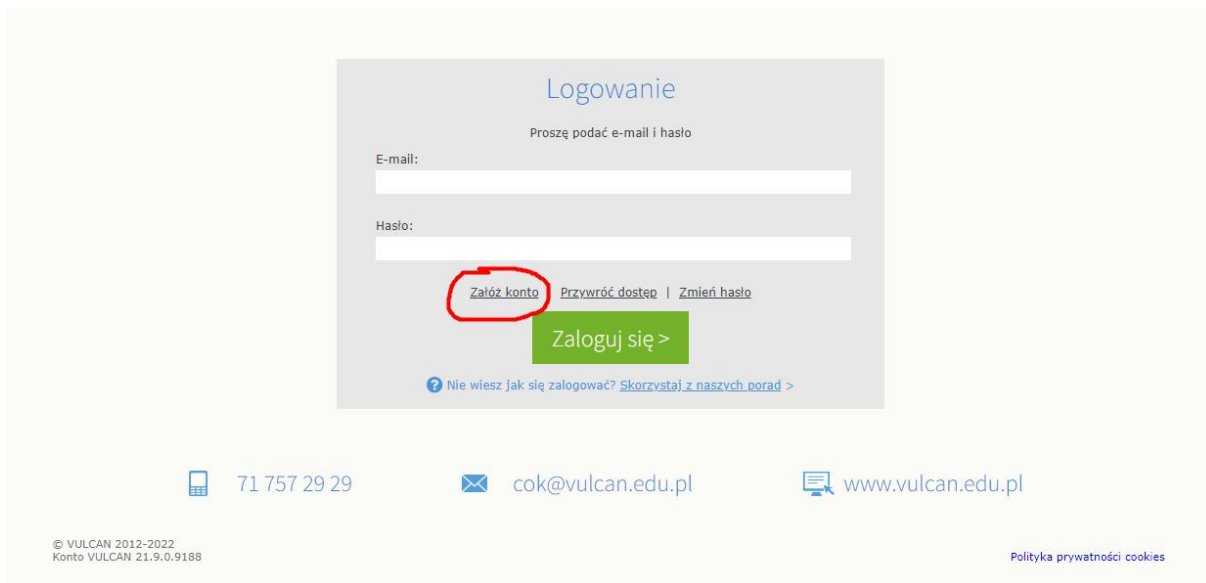 Logowanie
Proszę podać e-mail i hasło
E-mail:
Hasło:
Załóż konto Przywróć dostęp | Zmień hasło
Zaloguj się >
? Nie wiesz jak się zalogować? Skorzystaj z naszych porad >
71 757 29 29 cok@vulcan.edu.pl www.vulcan.edu.pl
© VULCAN 2012-2022
Konto VULCAN 21.9.0.9188 Polityka prywatności cookies